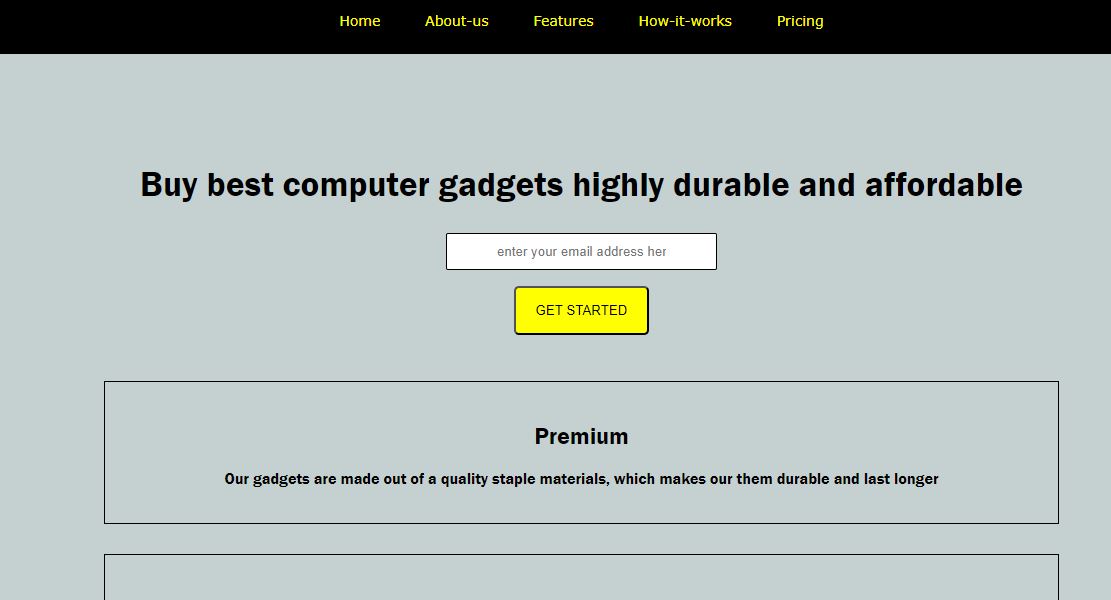 Home About-us Features How-it-works Pricing
Buy best computer gadgets highly durable and affordable
enter your email address her
GET STARTED
Premium
Our gadgets are made out of a quality staple materials, which makes our them durable and last longer